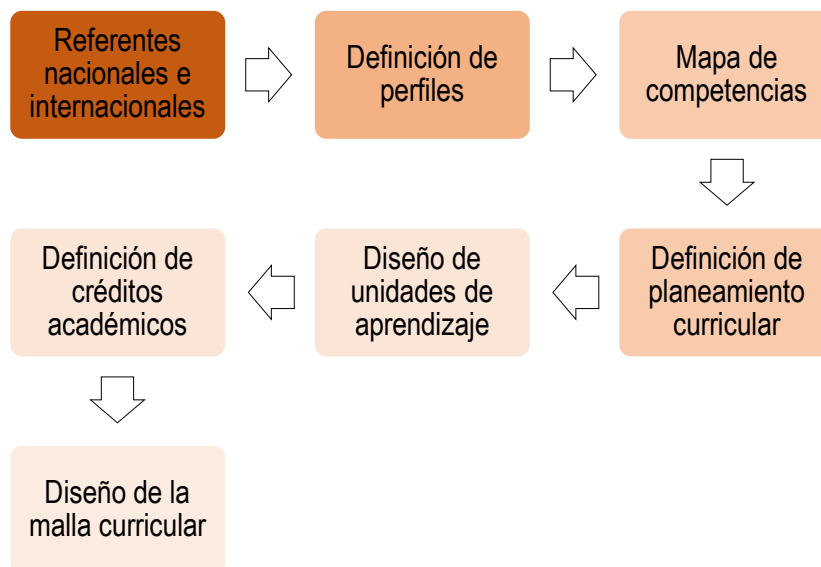 Referentes
nacionales e
internacionales
Definición de
perfiles
Mapa de
competencias
Definición de
planeamiento
curricular
Diseño de
unidades de
aprendizaje
Definición de
créditos
académicos
Diseño de la
malla curricular